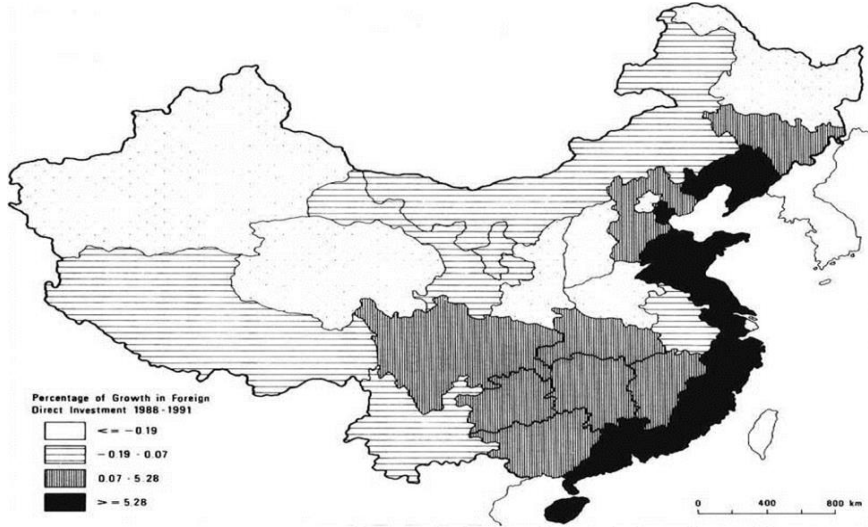 Percentage of Growth in Foreign
Direct Investment 1988-1991
<= -0.19
-0.19 - 0.07
0.07 - 5.28
>= 5.28
0 400 800 km